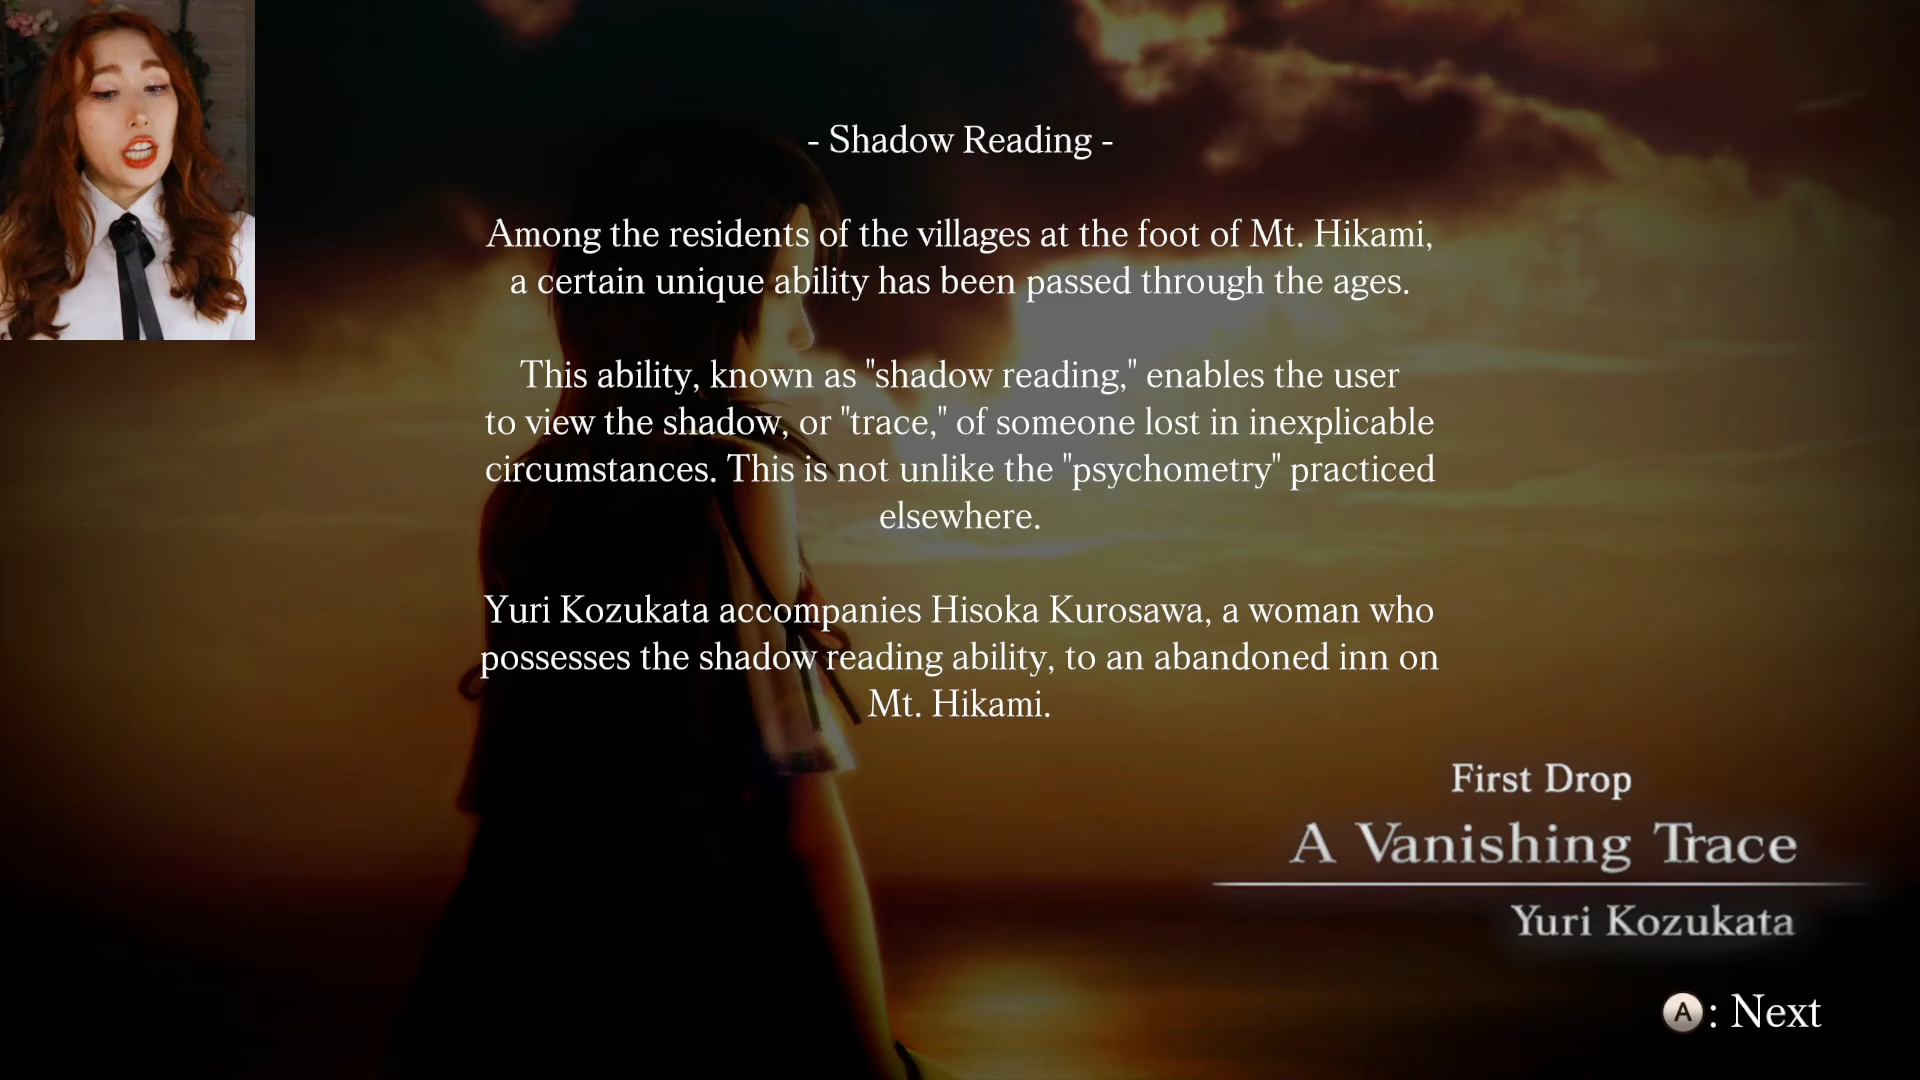 - Shadow Reading -
Among the residents of the villages at the foot of Mt. Hikami,
a certain unique ability has been passed through the ages.
This ability, known as "shadow reading," enables the user
to view the shadow, or "trace," of someone lost in inexplicable
circumstances. This is not unlike the "psychometry" practiced
elsewhere.
Yuri Kozukata accompanies Hisoka Kurosawa, a woman who
possesses the shadow reading ability, to an abandoned inn on
Mt. Hikami.
First Drop
A Vanishing Trace
Yuri Kozukata
A : Next